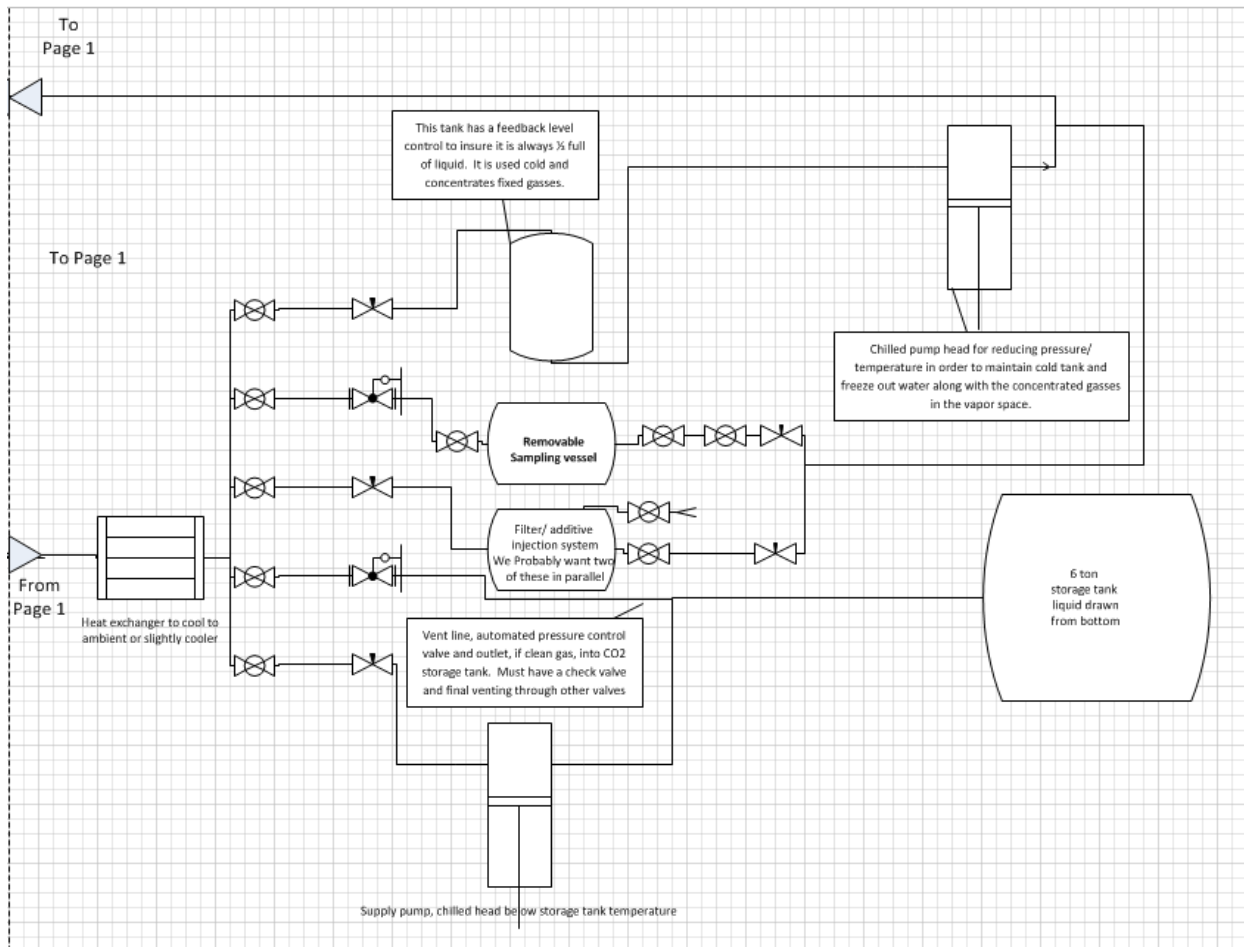 To
Page 1
This tank has a feedback level
control to insure it is always ½ full
of liquid. It is used cold and
concentrates fixed gasses.
To Page 1
Chilled pump head for reducing pressure/
temperature in order to maintain cold tank and
freeze out water along with the concentrated gasses
in the vapor space.
Removable
Sampling vessel
Filter/ additive
injection system
We Probably want two
of these in parallel
6 ton
storage tank
liquid drawn
from bottom
From
Page 1
Heat exchanger to cool to
ambient or slightly cooler
Vent line, automated pressure control
valve and outlet, if clean gas, into CO2
storage tank. Must have a check valve
and final venting through other valves
Supply pump, chilled head below storage tank temperature